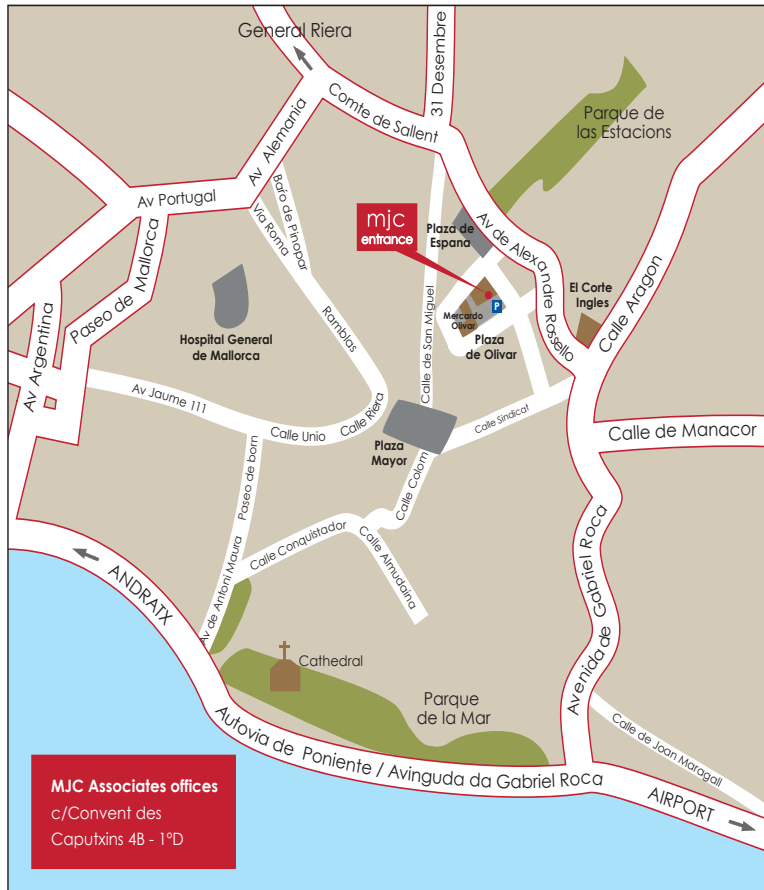 General Riera
31 Desembre
Comte de Sallent
Parque de
las Estacions
Av Alemania
Av Portugal
Baro de Pinopar
Via Roma
Paseo de Mallorca
mjc
entrance
Plaza de
Espana
Av de Alexandre Rossello
El Corte
Ingles
Calle Aragon
P
Mercardo
Olivar
Plaza
de Olivar
Hospital General
de Mallorca
Ramblas
Calle de San Miguel
Av Argentina
Av Jaume 111
Calle Unio
Calle Riera
Plaza
Mayor
Calle Sindicat
Calle de Manacor
Paseo de born
Calle Colom
Calle Conquistador
Calle Almudaina
Av de Antoni Maura
Avenida de Gabriel Roca
ANDRATX
Cathedral
Parque
de la Mar
Autovia de Poniente / Avinguda da Gabriel Roca
Calle de Joan Maragall
AIRPORT
MJC Associates offices
c/Convent des
Caputxins 4B - 1ºD